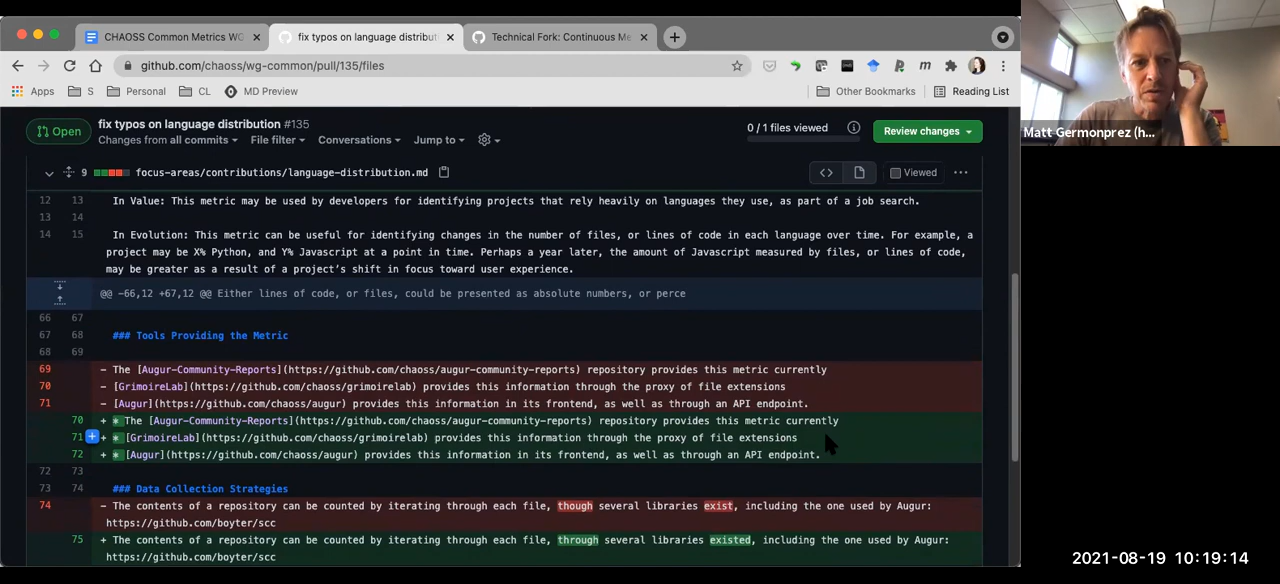 CHAOSS Common Metrics WG
fix typos on language distribut
Technical Fork: Continuous Me
github.com/chaoss/wg-common/pull/135/files
Apps S Personal CL MD Preview Other Bookmarks Reading List
Open
fix typos on language distribution #135
Changes from all commits File filter Conversations Jump to
0 / 1 files viewed
Review changes
9 focus-areas/contributions/language-distribution.md
Viewed
12 13 In Value: This metric may be used by developers for identifying projects that rely heavily on languages they use, as part of a job search.
13 14
14 15 In Evolution: This metric can be useful for identifying changes in the number of files, or lines of code in each language over time. For example, a
project may be X% Python, and Y% Javascript at a point in time. Perhaps a year later, the amount of Javascript measured by files, or lines of code,
may be greater as a result of a project's shift in focus toward user experience.
@@ -66,12 +67,12 @@ Either lines of code, or files, could be presented as absolute numbers, or perce
66 67
67 68 ### Tools Providing the Metric
68 69
69 - The [Augur-Community-Reports](https://github.com/chaoss/augur-community-reports) repository provides this metric currently
70 - [GrimoireLab](https://github.com/chaoss/grimoirelab) provides this information through the proxy of file extensions
71 - [Augur](https://github.com/chaoss/augur) provides this information in its frontend, as well as through an API endpoint.
70 + * The [Augur-Community-Reports](https://github.com/chaoss/augur-community-reports) repository provides this metric currently
71 + * [GrimoireLab](https://github.com/chaoss/grimoirelab) provides this information through the proxy of file extensions
72 + * [Augur](https://github.com/chaoss/augur) provides this information in its frontend, as well as through an API endpoint.
72 73
73 74 ### Data Collection Strategies
74 - The contents of a repository can be counted by iterating through each file, though several libraries exist, including the one used by Augur:
https://github.com/boyter/scc
75 + The contents of a repository can be counted by iterating through each file, through several libraries existed, including the one used by Augur:
https://github.com/boyter/scc
Matt Germonprez (h...
2021-08-19 10:19:14